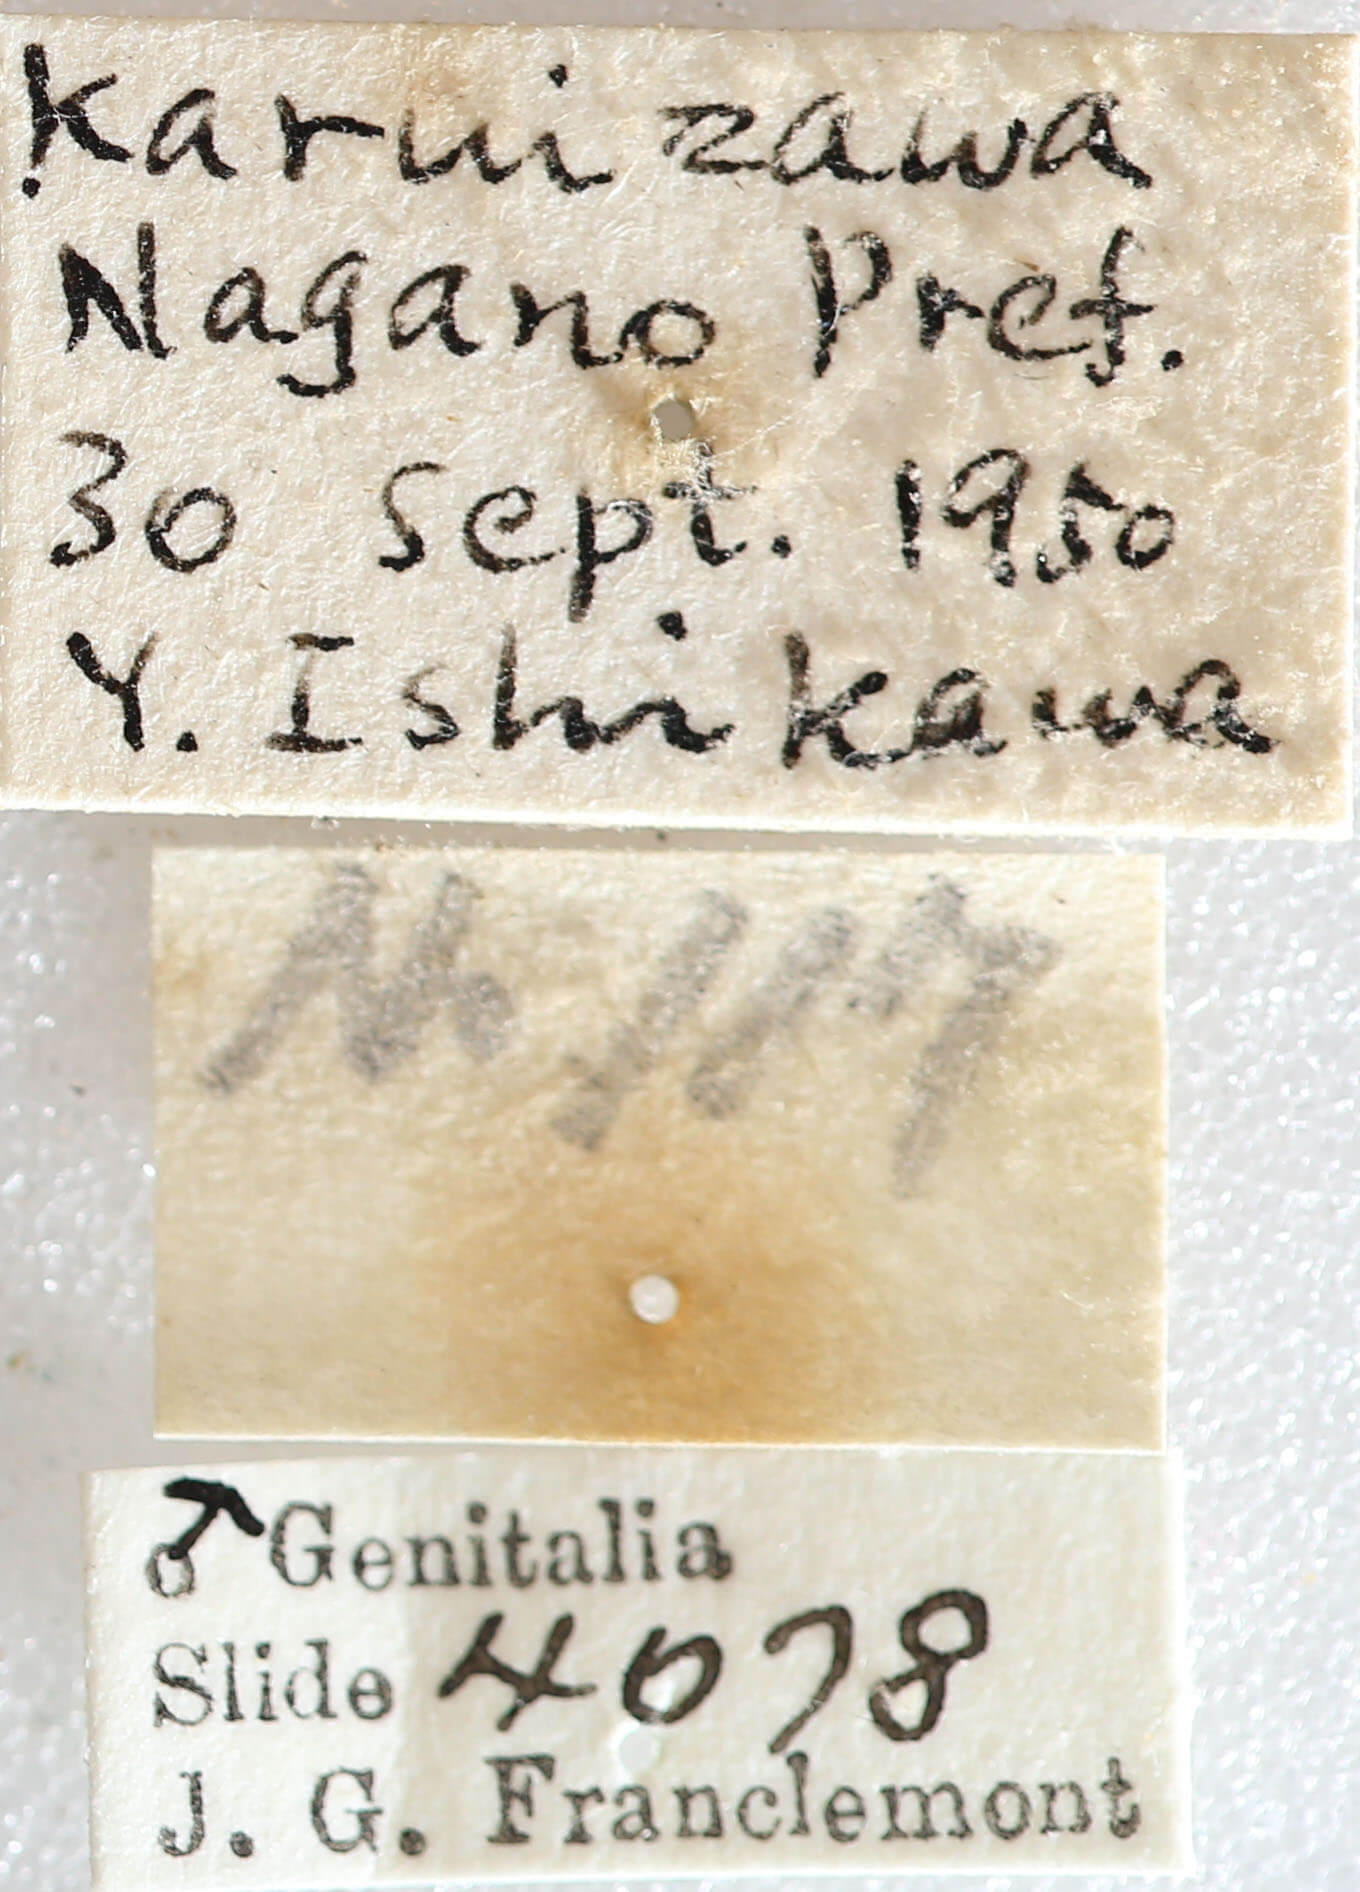 Karuizawa
Nagano Pref.
30 Sept. 1950
Y. Ishikawa
♂ Genitalia
Slide 4078
J. G. Franclemont